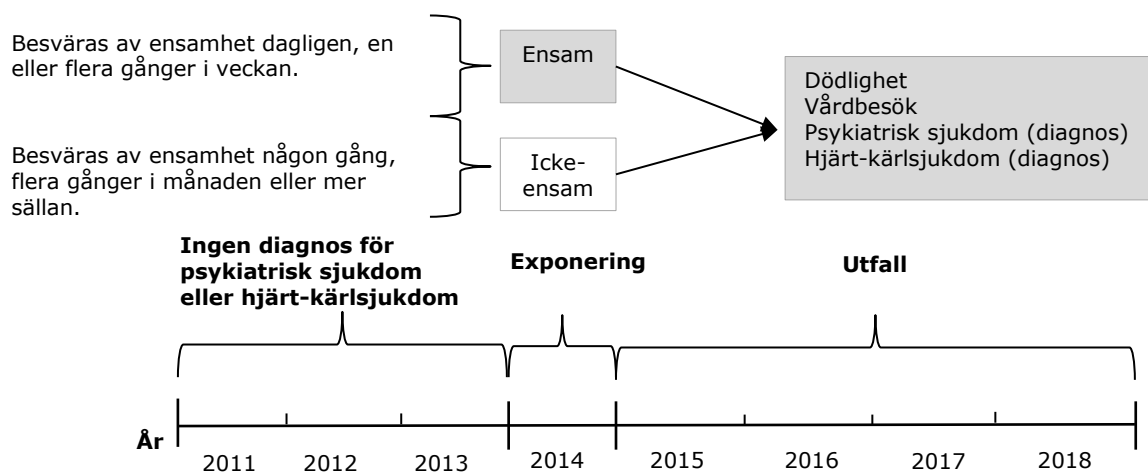 Besväras av ensamhet dagligen, en
eller flera gånger i veckan.
Ensam
Dödlighet
Vårdbesök
Psykiatrisk sjukdom (diagnos)
Hjärt-kärlsjukdom (diagnos)
Besväras av ensamhet någon gång,
flera gånger i månaden eller mer
sällan.
Icke-
ensam
Ingen diagnos för
psykiatrisk sjukdom
eller hjärt-kärlsjukdom
Exponering
Utfall
År
2011 2012 2013 2014 2015 2016 2017 2018